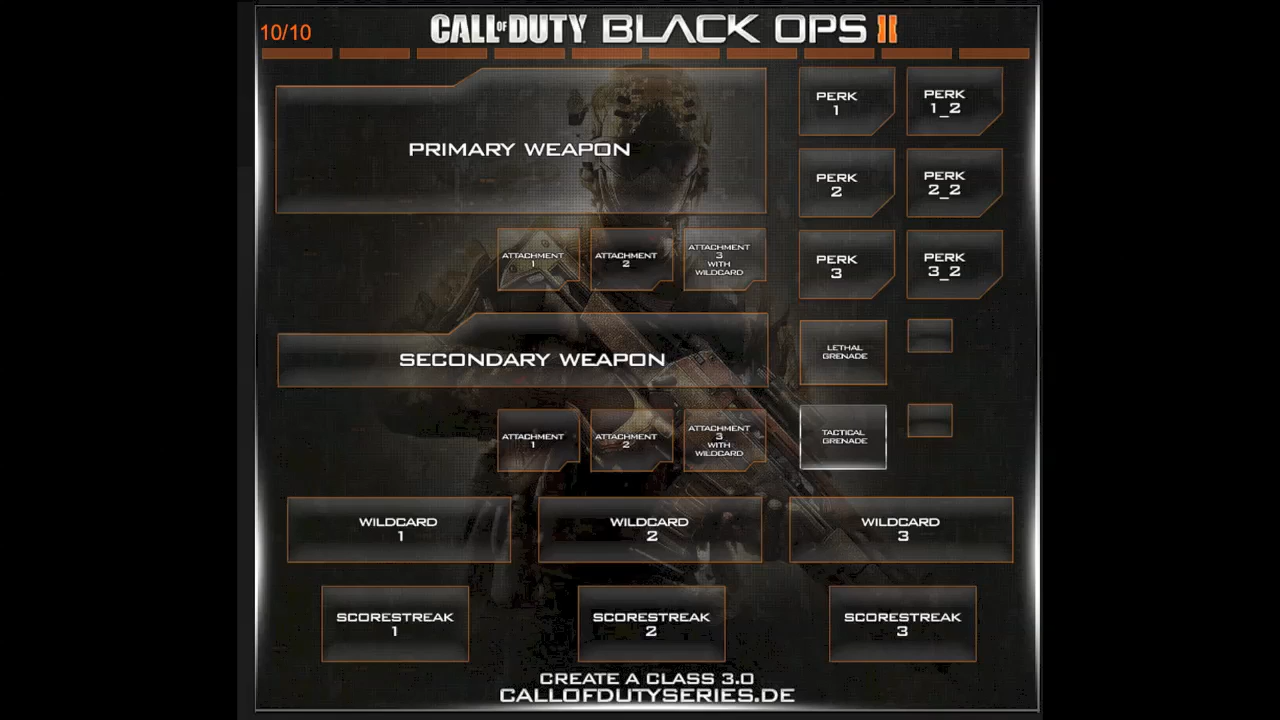 10/10
CALL OF DUTY BLACK OPS II
PERK
1
PERK
1_2
PRIMARY WEAPON
PERK
2
PERK
2_2
ATTACHMENT
1
ATTACHMENT
2
ATTACHMENT
3
WITH
WILDCARD
PERK
3
PERK
3_2
SECONDARY WEAPON
LETHAL
GRENADE
ATTACHMENT
1
ATTACHMENT
2
ATTACHMENT
3
WITH
WILDCARD
TACTICAL
GRENADE
WILDCARD
1
WILDCARD
2
WILDCARD
3
SCORESTREAK
1
SCORESTREAK
2
SCORESTREAK
3
CREATE A CLASS 3.0
CALLOFDUTYSERIES.DE